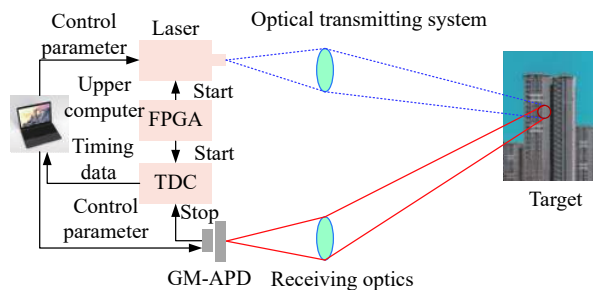 Control
parameter
Laser
Optical transmitting system
Upper
computer
Start
FPGA
Timing
data
Start
TDC
Control
parameter
Stop
GM-APD
Receiving optics
Target